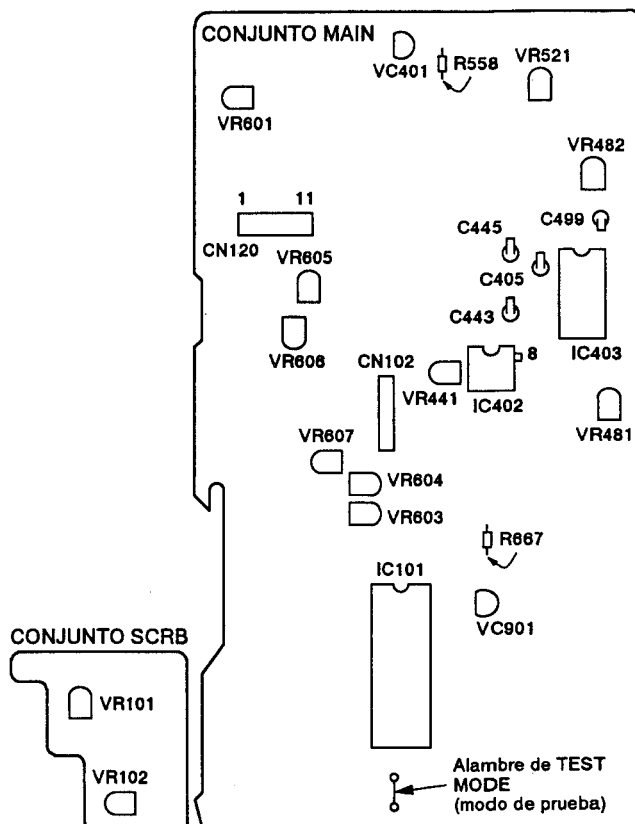 CONJUNTO MAIN
VC401
R558
VR521
VR601
VR482
1 11
CN120
C445
C499
VR605
C405
C443
VR606
CN102
8
IC403
VR441
IC402
VR481
VR607
VR604
VR603
R667
IC101
VC901
CONJUNTO SCRB
VR101
VR102
Alambre de TEST
MODE
(modo de prueba)